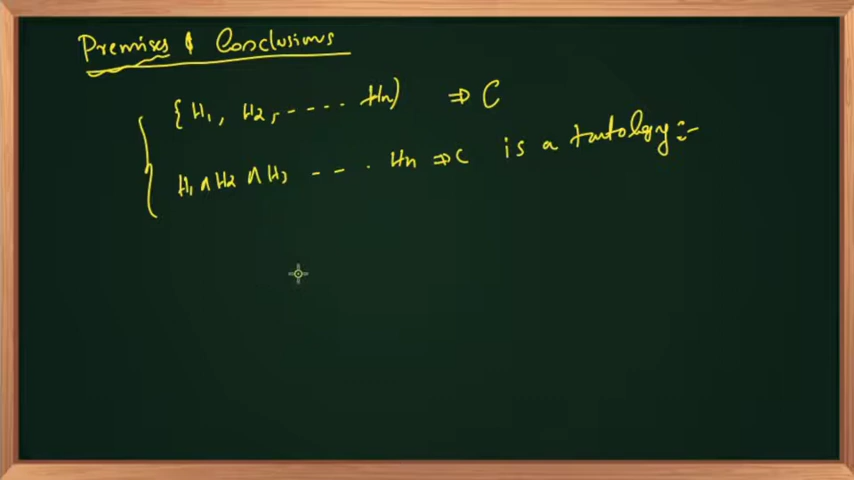 Premises & Conclusions
{H₁, H₂, ---- Hn) ⇒ C
H₁ ∧ H₂ ∧ H₃ -- . Hn ⇒ C is a tautology :-